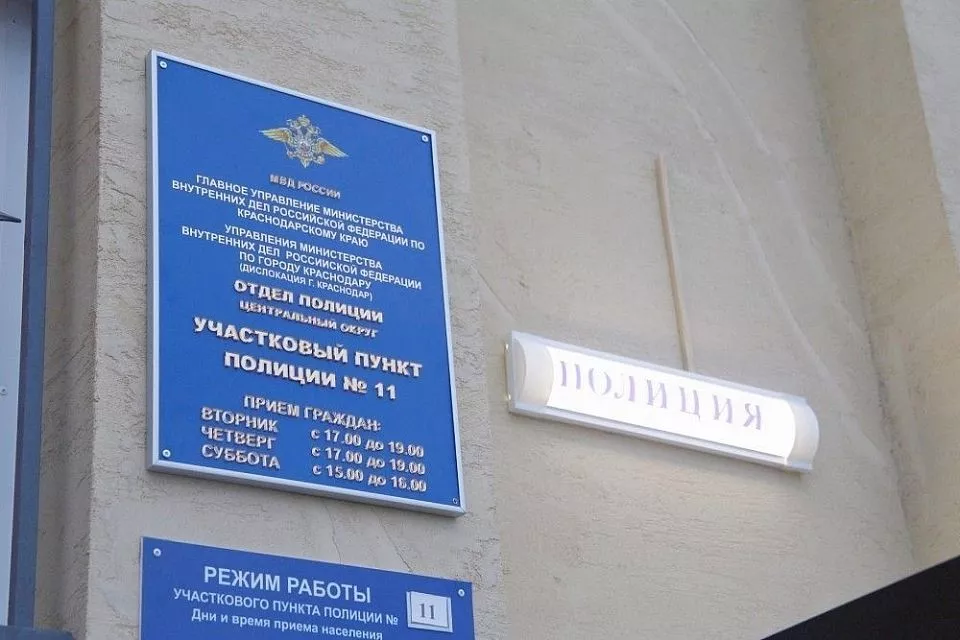 МВД РОССИИ
ГЛАВНОЕ УПРАВЛЕНИЕ МИНИСТЕРСТВА
ВНУТРЕННИХ ДЕЛ РОССИЙСКОЙ ФЕДЕРАЦИИ ПО
КРАСНОДАРСКОМУ КРАЮ
УПРАВЛЕНИЯ МИНИСТЕРСТВА
ВНУТРЕННИХ ДЕЛ РОССИЙСКОЙ ФЕДЕРАЦИИ
ПО ГОРОДУ КРАСНОДАРУ
(ДИСЛОКАЦИЯ Г. КРАСНОДАР)
ОТДЕЛ ПОЛИЦИИ
ЦЕНТРАЛЬНЫЙ ОКРУГ
УЧАСТКОВЫЙ ПУНКТ
ПОЛИЦИИ № 11
ПРИЕМ ГРАЖДАН:
ВТОРНИК с 17.00 до 19.00
ЧЕТВЕРГ с 17.00 до 19.00
СУББОТА с 15.00 до 16.00
ПОЛИЦИЯ
РЕЖИМ РАБОТЫ
УЧАСТКОВОГО ПУНКТА ПОЛИЦИИ № 11
Дни и время приема населения